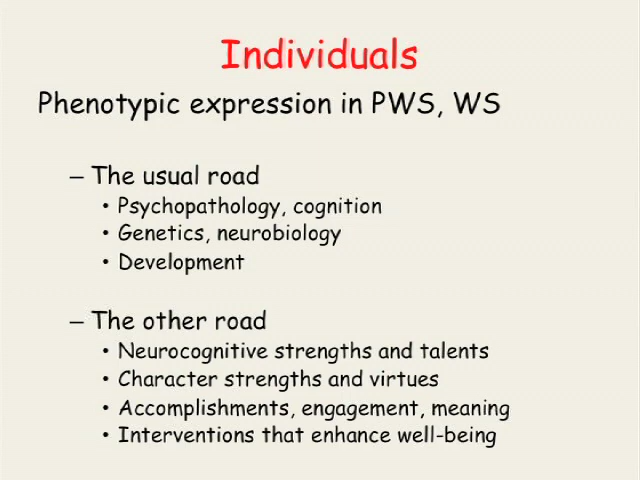 Individuals
Phenotypic expression in PWS, WS
– The usual road
• Psychopathology, cognition
• Genetics, neurobiology
• Development
– The other road
• Neurocognitive strengths and talents
• Character strengths and virtues
• Accomplishments, engagement, meaning
• Interventions that enhance well-being